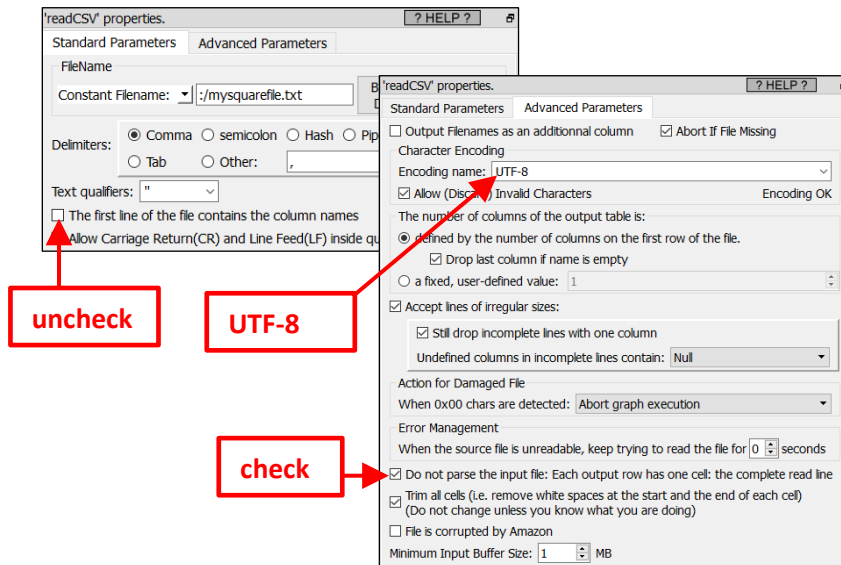 'readCSV' properties.
? HELP ?
Standard Parameters
Advanced Parameters
FileName
Constant Filename:
:/mysquarefile.txt
Delimiters:
Comma
semicolon
Hash
Tab
Other:
,
Text qualifiers:
"
The first line of the file contains the column names
Allow Carriage Return(CR) and Line Feed(LF) inside
uncheck
UTF-8
check
'readCSV' properties.
? HELP ?
Standard Parameters
Advanced Parameters
Output Filenames as an additionnal column
Abort If File Missing
Character Encoding
Encoding name:
UTF-8
Allow (Discard) Invalid Characters
Encoding OK
The number of columns of the output table is:
defined by the number of columns on the first row of the file.
Drop last column if name is empty
a fixed, user-defined value:
1
Accept lines of irregular sizes:
Still drop incomplete lines with one column
Undefined columns in incomplete lines contain:
Null
Action for Damaged File
When 0x00 chars are detected:
Abort graph execution
Error Management
When the source file is unreadable, keep trying to read the file for 0 seconds
Do not parse the input file: Each output row has one cell: the complete read line
Trim all cells (i.e. remove white spaces at the start and the end of each cell)
(Do not change unless you know what you are doing)
File is corrupted by Amazon
Minimum Input Buffer Size: 1 MB